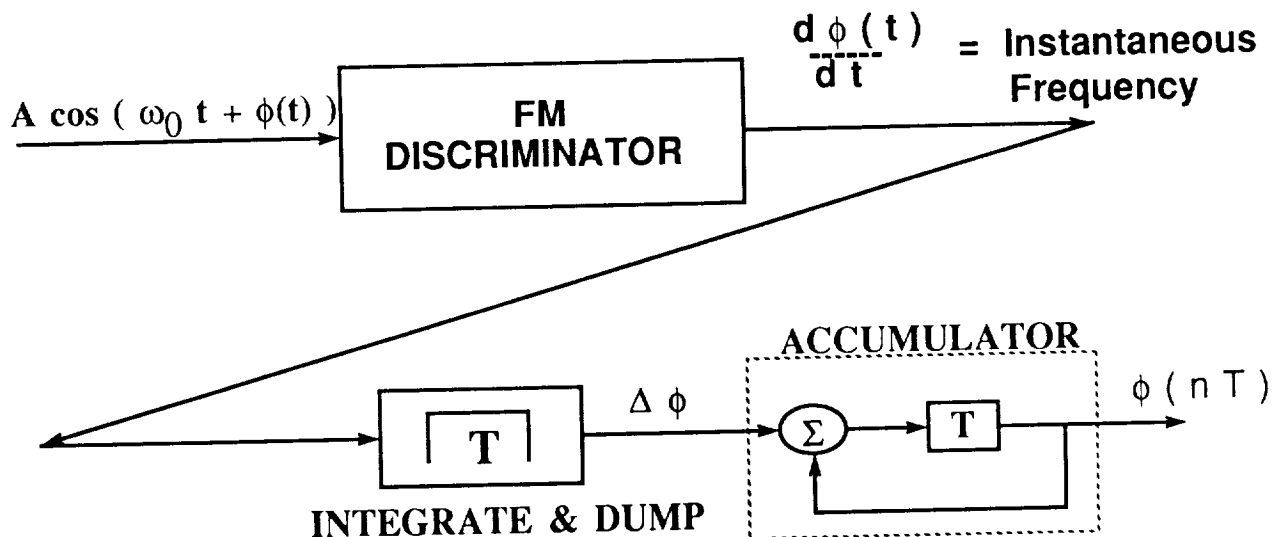 A cos ( ω₀ t + ϕ(t) )
FM
DISCRIMINATOR
d ϕ ( t )
------
d t
= Instantaneous
Frequency
T
INTEGRATE & DUMP
Δ ϕ
ACCUMULATOR
Σ
T
ϕ ( n T )